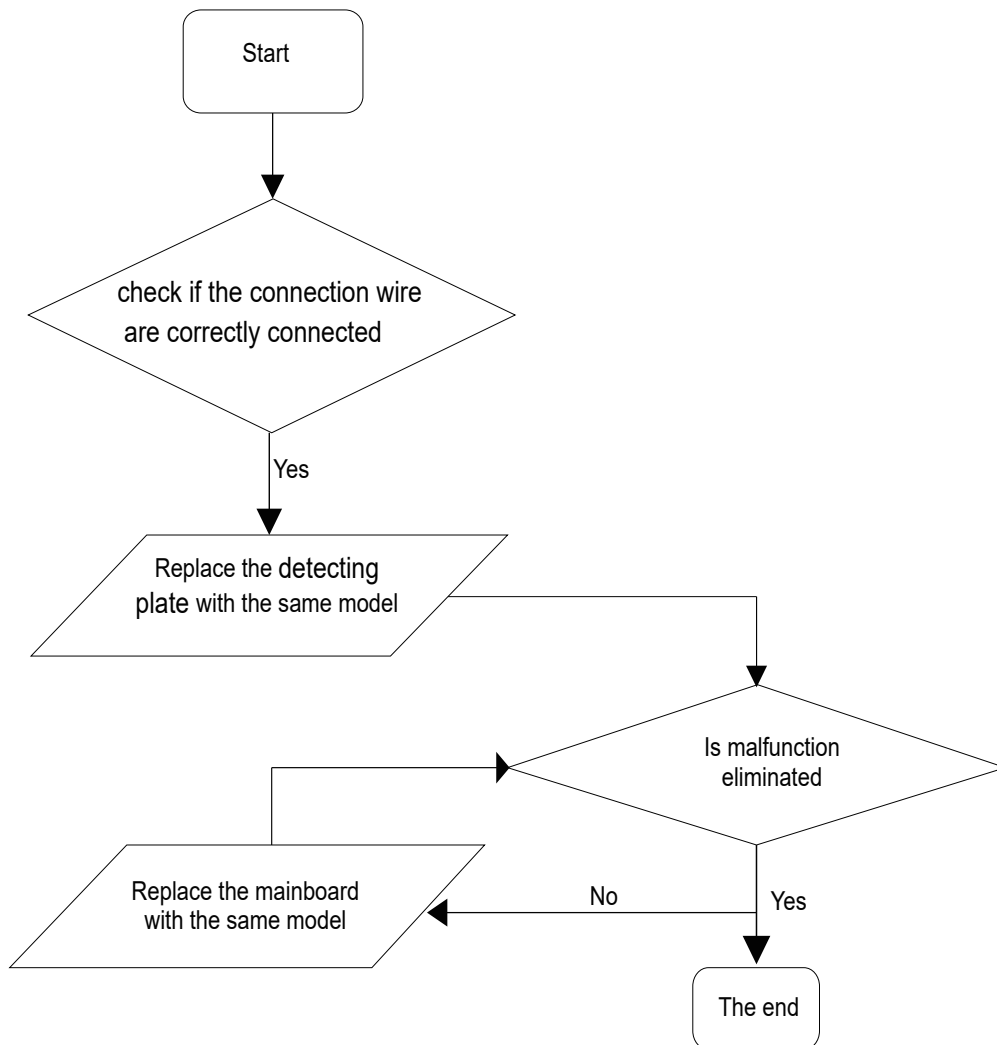 Start
check if the connection wire
are correctly connected
Yes
Replace the detecting
plate with the same model
Is malfunction
eliminated
Replace the mainboard
with the same model
No
Yes
The end